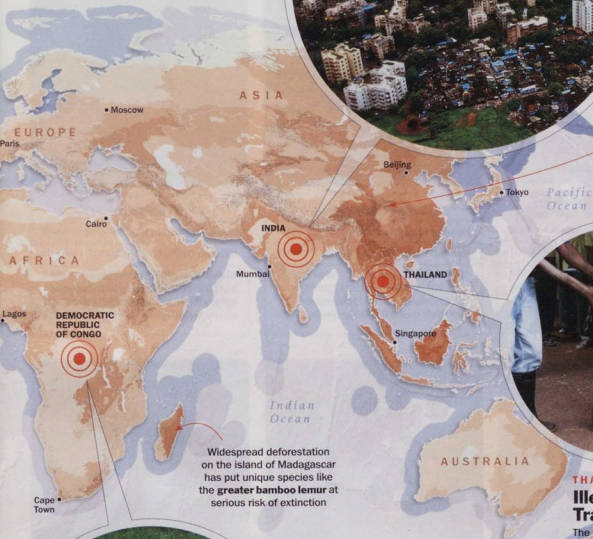 ASIA
Moscow
EUROPE
Paris
Beijing
Tokyo
Pacific
Ocean
Cairo
INDIA
AFRICA
Mumbai
THAILAND
Lagos
DEMOCRATIC
REPUBLIC
OF CONGO
Singapore
Indian
Ocean
Widespread deforestation
on the island of Madagascar
has put unique species like
the greater bamboo lemur at
serious risk of extinction
AUSTRALIA
Cape
Town
THA
Ille
Tra
The